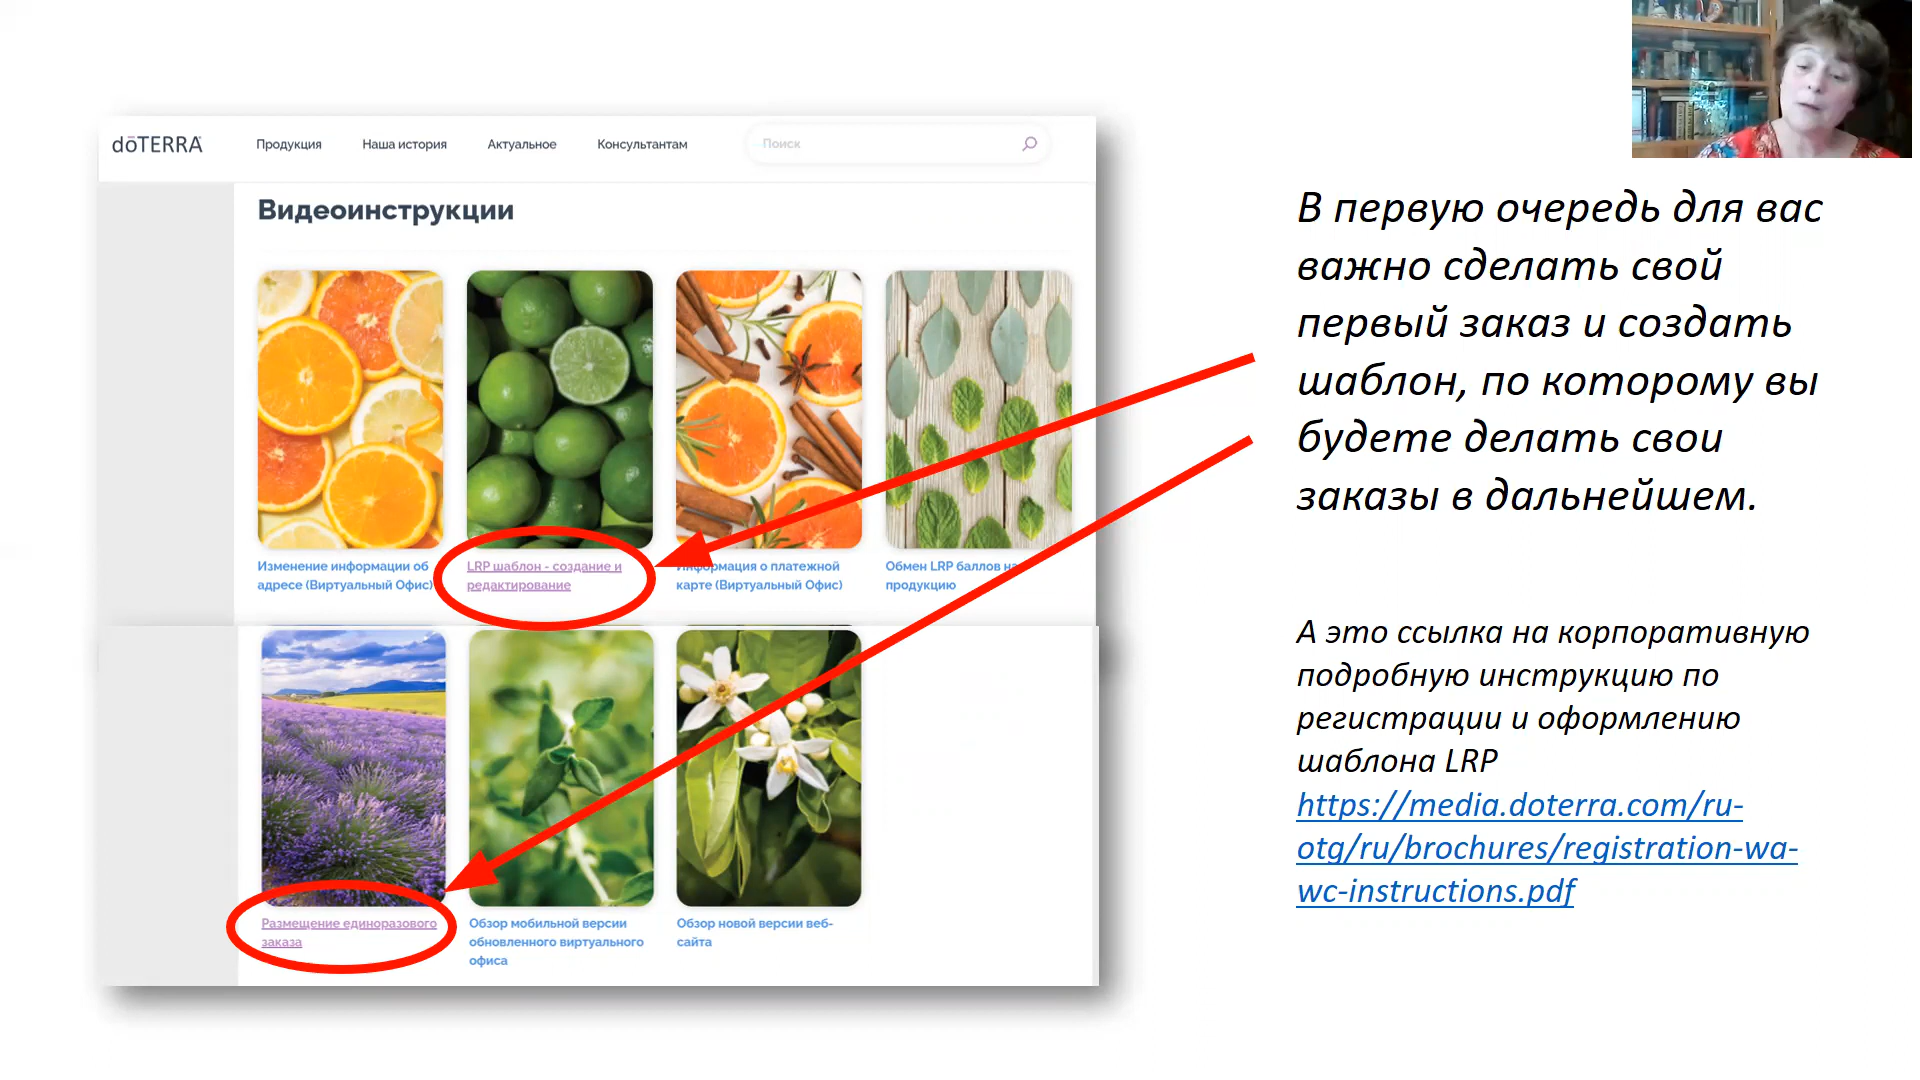 dōTERRA
Продукция
Наша история
Актуальное
Консультантам
Поиск
Видеоинструкции
Изменение информации об
адресе (Виртуальный Офис)
LRP шаблон - создание и
редактирование
Информация о платежной
карте (Виртуальный Офис)
Обмен LRP баллов на
продукцию
Размещение единоразового
заказа
Обзор мобильной версии
обновленного виртуального
офиса
Обзор новой версии веб-
сайта
В первую очередь для вас
важно сделать свой
первый заказ и создать
шаблон, по которому вы
будете делать свои
заказы в дальнейшем.
А это ссылка на корпоративную
подробную инструкцию по
регистрации и оформлению
шаблона LRP
https://media.doterra.com/ru-
otg/ru/brochures/registration-wa-
wc-instructions.pdf